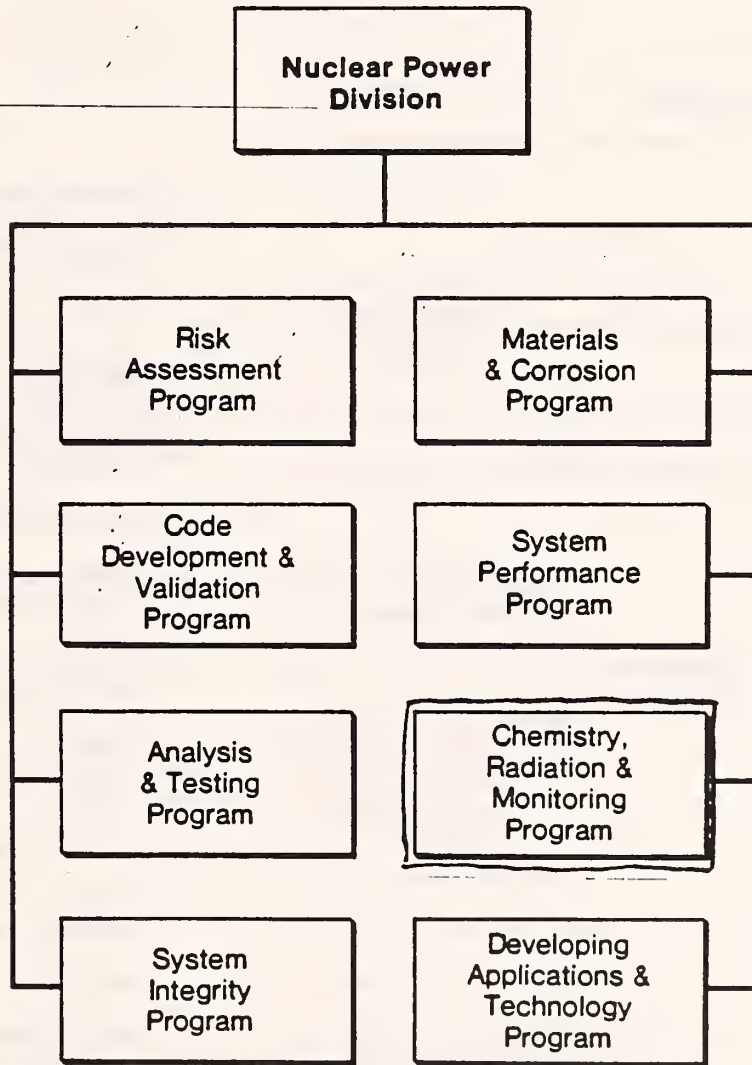 Nuclear Power
Division
Risk
Assessment
Program
Materials
& Corrosion
Program
Code
Development &
Validation
Program
System
Performance
Program
Analysis
& Testing
Program
Chemistry,
Radiation &
Monitoring
Program
System
Integrity
Program
Developing
Applications &
Technology
Program